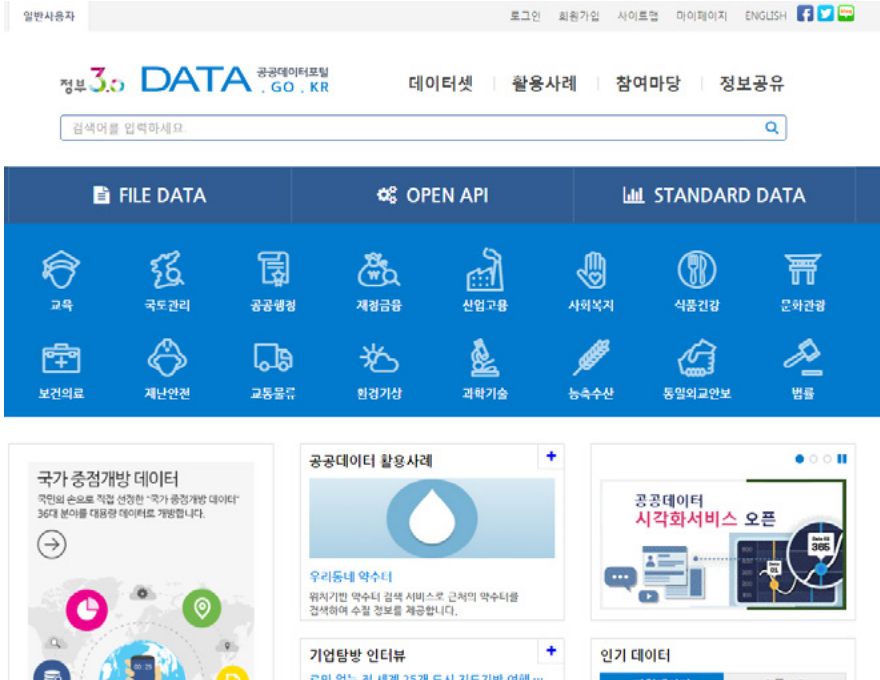 일반사용자
로그인 회원가입 사이트맵 마이페이지 ENGLISH
정부3.0 DATA 공공데이터포털
. GO . KR
데이터셋 활용사례 참여마당 정보공유
검색어를 입력하세요.
FILE DATA OPEN API STANDARD DATA
교육 국토관리 공공행정 재정금융 산업고용 사회복지 식품건강 문화관광
보건의료 재난안전 교통물류 환경기상 과학기술 농축수산 통일외교안보 법률
국가 중점개방 데이터
국민의 손으로 직접 선정한 "국가 중점개방 데이터"
36대 분야를 대용량 데이터로 개방합니다.
공공데이터 활용사례
우리동네 약수터
위치기반 약수터 검색 서비스로 근처의 약수터를
검색하여 수질 정보를 제공합니다.
공공데이터
시각화서비스 오픈
365
01
기업탐방 인터뷰
인기 데이터